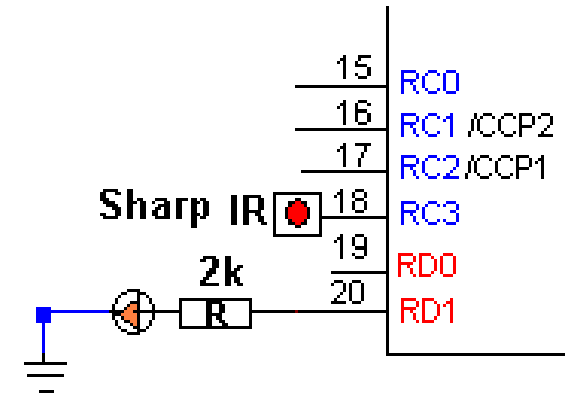 15 RC0
16 RC1 /CCP2
17 RC2/CCP1
Sharp IR 18 RC3
19 RD0
2k
20 RD1
R